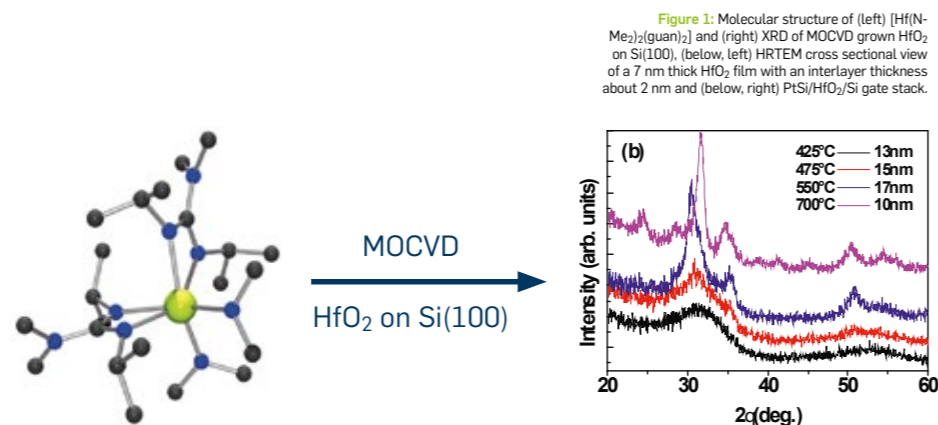 Figure 1: Molecular structure of (left) [Hf(N-
Me₂)₂(guan)₂] and (right) XRD of MOCVD grown HfO₂
on Si(100), (below, left) HRTEM cross sectional view
of a 7 nm thick HfO₂ film with an interlayer thickness
about 2 nm and (below, right) PtSi/HfO₂/Si gate stack.
MOCVD
HfO₂ on Si(100)
(b)
425°C 13nm
475°C 15nm
550°C 17nm
700°C 10nm
Intensity (arb. units)
20 30 40 50 60
2q(deg.)